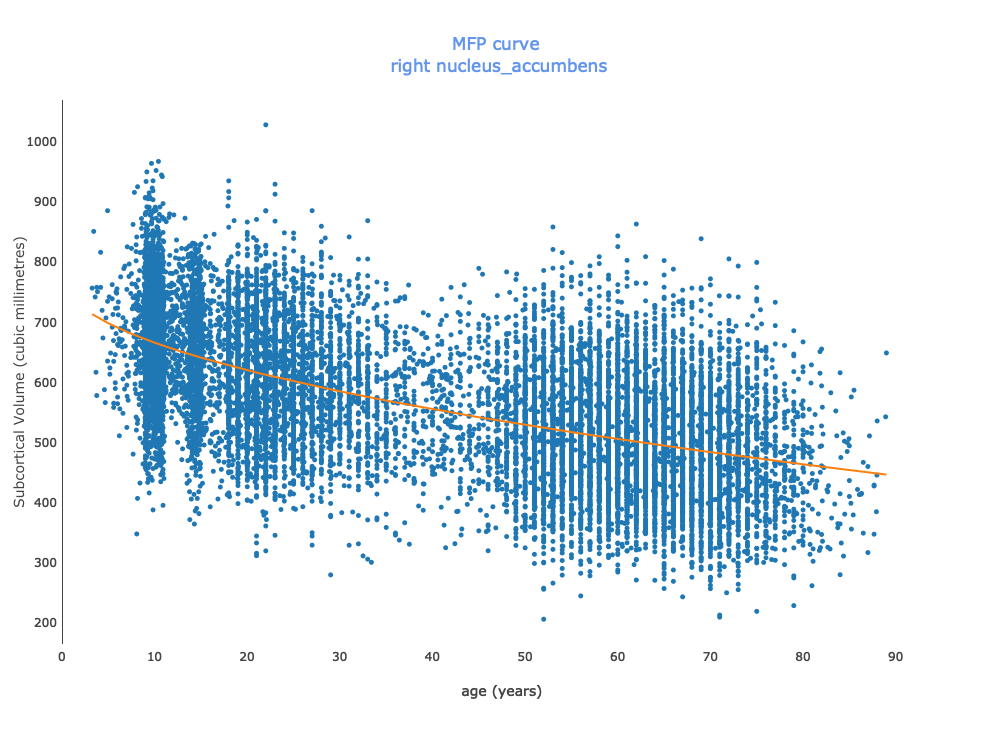 MFP curve
right nucleus_accumbens
Subcortical Volume (cubic millimetres)
1000
900
800
700
600
500
400
300
200
0 10 20 30 40 50 60 70 80 90
age (years)